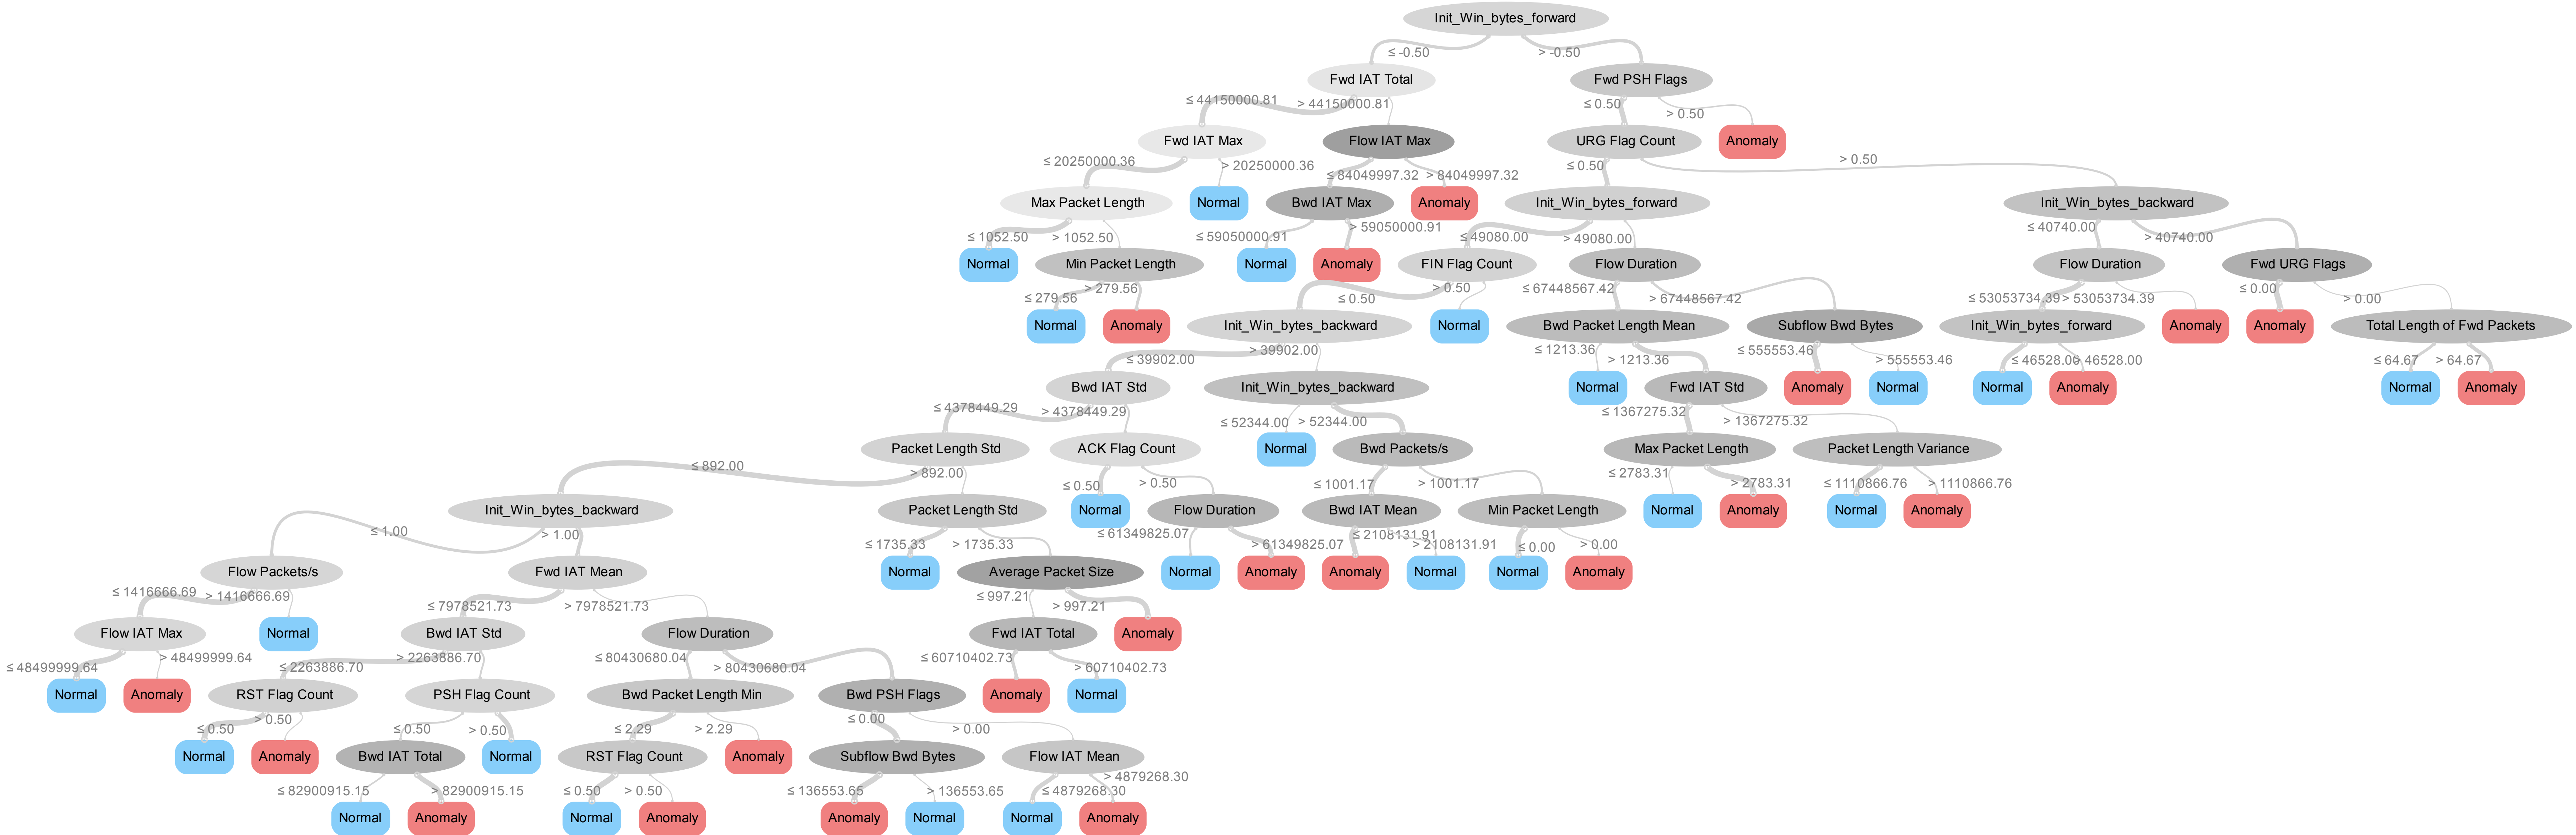 Init_Win_bytes_forward
≤ -0.50
> -0.50
Fwd IAT Total
Fwd PSH Flags
≤ 44150000.81
> 44150000.81
≤ 0.50
> 0.50
Fwd IAT Max
Flow IAT Max
URG Flag Count
Anomaly
≤ 20250000.36
> 20250000.36
≤ 84049997.32
> 84049997.32
≤ 0.50
> 0.50
Max Packet Length
Normal
Bwd IAT Max
Anomaly
Init_Win_bytes_forward
Init_Win_bytes_backward
≤ 1052.50
> 1052.50
≤ 59050000.91
> 59050000.91
≤ 49080.00
> 49080.00
≤ 40740.00
> 40740.00
Normal
Min Packet Length
Normal
Anomaly
FIN Flag Count
Flow Duration
Flow Duration
Fwd URG Flags
≤ 279.56
> 279.56
≤ 0.50
> 0.50
≤ 67448567.42
> 67448567.42
≤ 53053734.39
> 53053734.39
≤ 0.00
> 0.00
Normal
Anomaly
Init_Win_bytes_backward
Normal
Bwd Packet Length Mean
Subflow Bwd Bytes
Init_Win_bytes_forward
Anomaly
Anomaly
Total Length of Fwd Packets
≤ 39902.00
> 39902.00
≤ 1213.36
> 1213.36
≤ 555553.46
> 555553.46
≤ 46528.00
> 46528.00
≤ 64.67
> 64.67
Bwd IAT Std
Init_Win_bytes_backward
Normal
Fwd IAT Std
Anomaly
Normal
Normal
Anomaly
Normal
Anomaly
≤ 4378449.29
> 4378449.29
≤ 52344.00
> 52344.00
≤ 1367275.32
> 1367275.32
Packet Length Std
ACK Flag Count
Normal
Bwd Packets/s
Max Packet Length
Packet Length Variance
≤ 892.00
> 892.00
≤ 0.50
> 0.50
≤ 1001.17
> 1001.17
≤ 2783.31
> 2783.31
≤ 1110866.76
> 1110866.76
Init_Win_bytes_backward
Packet Length Std
Normal
Flow Duration
Bwd IAT Mean
Min Packet Length
Normal
Anomaly
Normal
Anomaly
≤ 1.00
> 1.00
≤ 1735.33
> 1735.33
≤ 61349825.07
> 61349825.07
≤ 2108131.91
> 2108131.91
≤ 0.00
> 0.00
Flow Packets/s
Fwd IAT Mean
Normal
Average Packet Size
Normal
Anomaly
Anomaly
Normal
Normal
Anomaly
≤ 1416666.69
> 1416666.69
≤ 7978521.73
> 7978521.73
≤ 997.21
> 997.21
Flow IAT Max
Normal
Bwd IAT Std
Flow Duration
Fwd IAT Total
Anomaly
≤ 48499999.64
> 48499999.64
≤ 2263886.70
> 2263886.70
≤ 80430680.04
> 80430680.04
≤ 60710402.73
> 60710402.73
Normal
Anomaly
RST Flag Count
PSH Flag Count
Bwd Packet Length Min
Bwd PSH Flags
Anomaly
Normal
≤ 0.50
> 0.50
≤ 0.50
> 0.50
≤ 2.29
> 2.29
≤ 0.00
> 0.00
Normal
Anomaly
Bwd IAT Total
Normal
RST Flag Count
Anomaly
Subflow Bwd Bytes
Flow IAT Mean
≤ 82900915.15
> 82900915.15
≤ 0.50
> 0.50
≤ 136553.65
> 136553.65
≤ 4879268.30
> 4879268.30
Normal
Anomaly
Normal
Anomaly
Anomaly
Normal
Normal
Anomaly